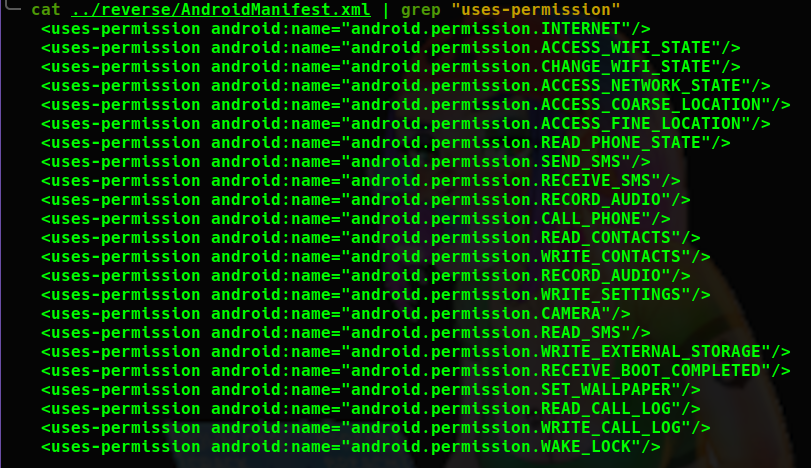 cat ../reverse/AndroidManifest.xml | grep "uses-permission"
<uses-permission android:name="android.permission.INTERNET"/>
<uses-permission android:name="android.permission.ACCESS_WIFI_STATE"/>
<uses-permission android:name="android.permission.CHANGE_WIFI_STATE"/>
<uses-permission android:name="android.permission.ACCESS_NETWORK_STATE"/>
<uses-permission android:name="android.permission.ACCESS_COARSE_LOCATION"/>
<uses-permission android:name="android.permission.ACCESS_FINE_LOCATION"/>
<uses-permission android:name="android.permission.READ_PHONE_STATE"/>
<uses-permission android:name="android.permission.SEND_SMS"/>
<uses-permission android:name="android.permission.RECEIVE_SMS"/>
<uses-permission android:name="android.permission.RECORD_AUDIO"/>
<uses-permission android:name="android.permission.CALL_PHONE"/>
<uses-permission android:name="android.permission.READ_CONTACTS"/>
<uses-permission android:name="android.permission.WRITE_CONTACTS"/>
<uses-permission android:name="android.permission.RECORD_AUDIO"/>
<uses-permission android:name="android.permission.WRITE_SETTINGS"/>
<uses-permission android:name="android.permission.CAMERA"/>
<uses-permission android:name="android.permission.READ_SMS"/>
<uses-permission android:name="android.permission.WRITE_EXTERNAL_STORAGE"/>
<uses-permission android:name="android.permission.RECEIVE_BOOT_COMPLETED"/>
<uses-permission android:name="android.permission.SET_WALLPAPER"/>
<uses-permission android:name="android.permission.READ_CALL_LOG"/>
<uses-permission android:name="android.permission.WRITE_CALL_LOG"/>
<uses-permission android:name="android.permission.WAKE_LOCK"/>